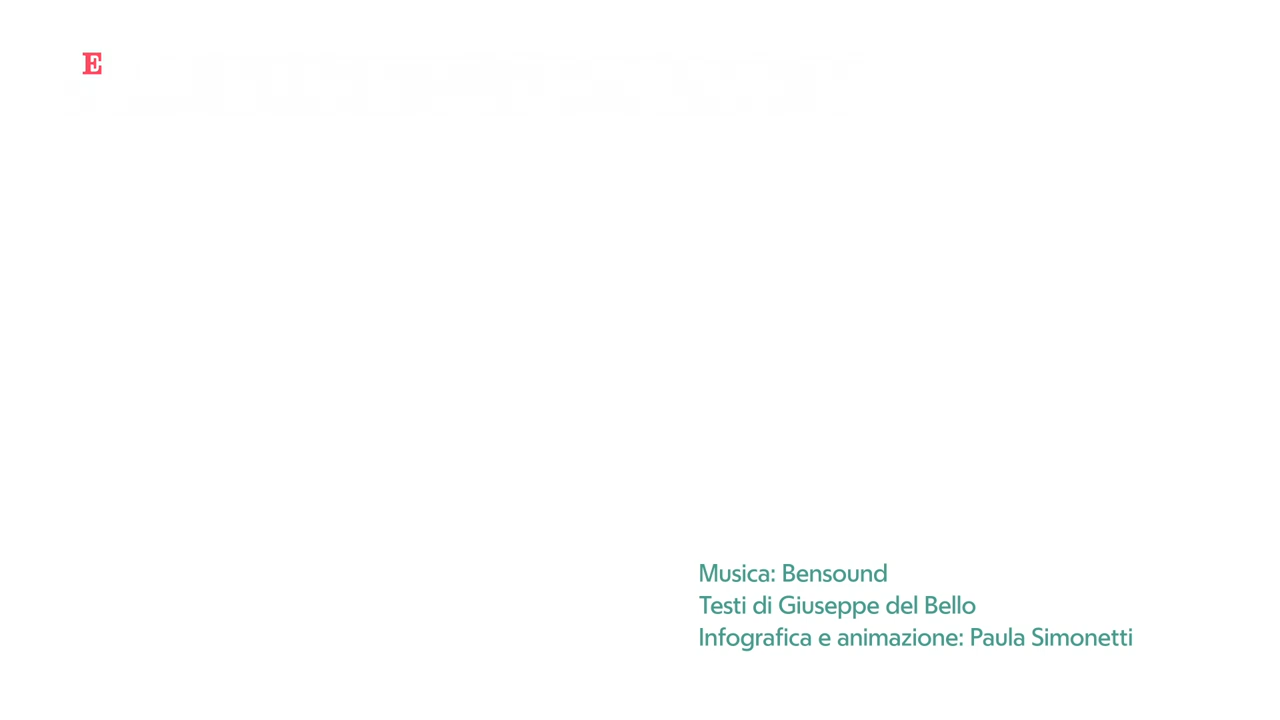 E
Musica: Bensound
Testi di Giuseppe del Bello
Infografica e animazione: Paula Simonetti